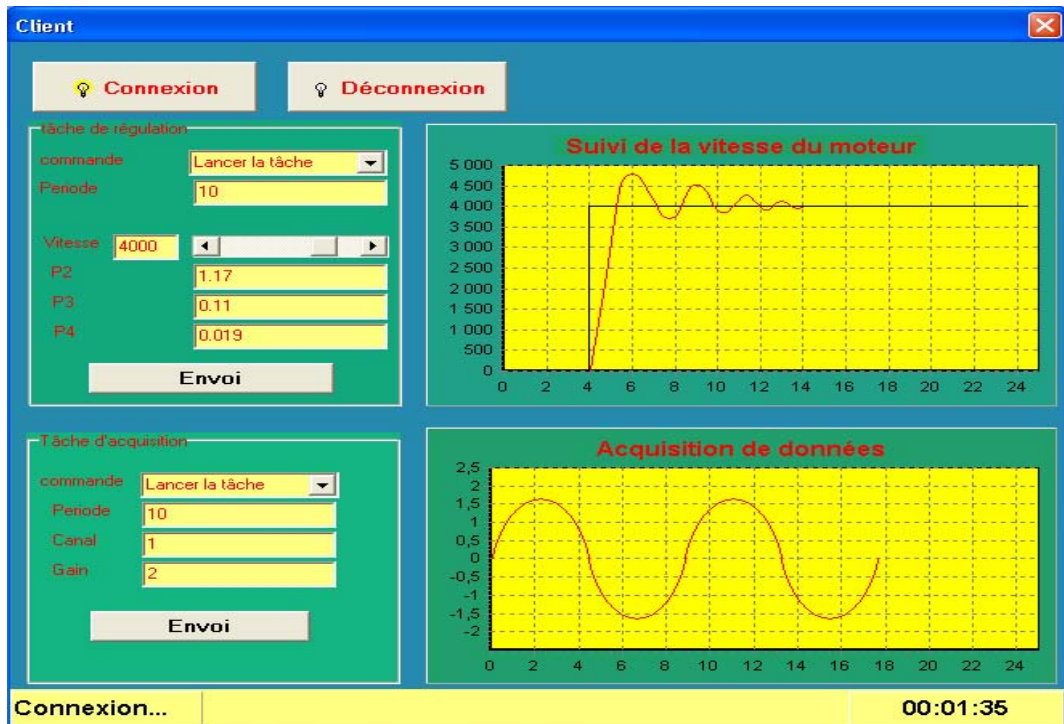 Client
Connexion
Déconnexion
tâche de régulation
commande Lancer la tâche
Periode 10
Vitesse 4000
P2 1.17
P3 0.11
P4 0.019
Envoi
Suivi de la vitesse du moteur
5 000
4 500
4 000
3 500
3 000
2 500
2 000
1 500
1 000
500
0
0 2 4 6 8 10 12 14 16 18 20 22 24
Tâche d'acquisition
commande Lancer la tâche
Periode 10
Canal 1
Gain 2
Envoi
Acquisition de données
2,5
2
1,5
1
0,5
0
-0,5
-1
-1,5
-2
0 2 4 6 8 10 12 14 16 18 20 22 24
Connexion...
00:01:35